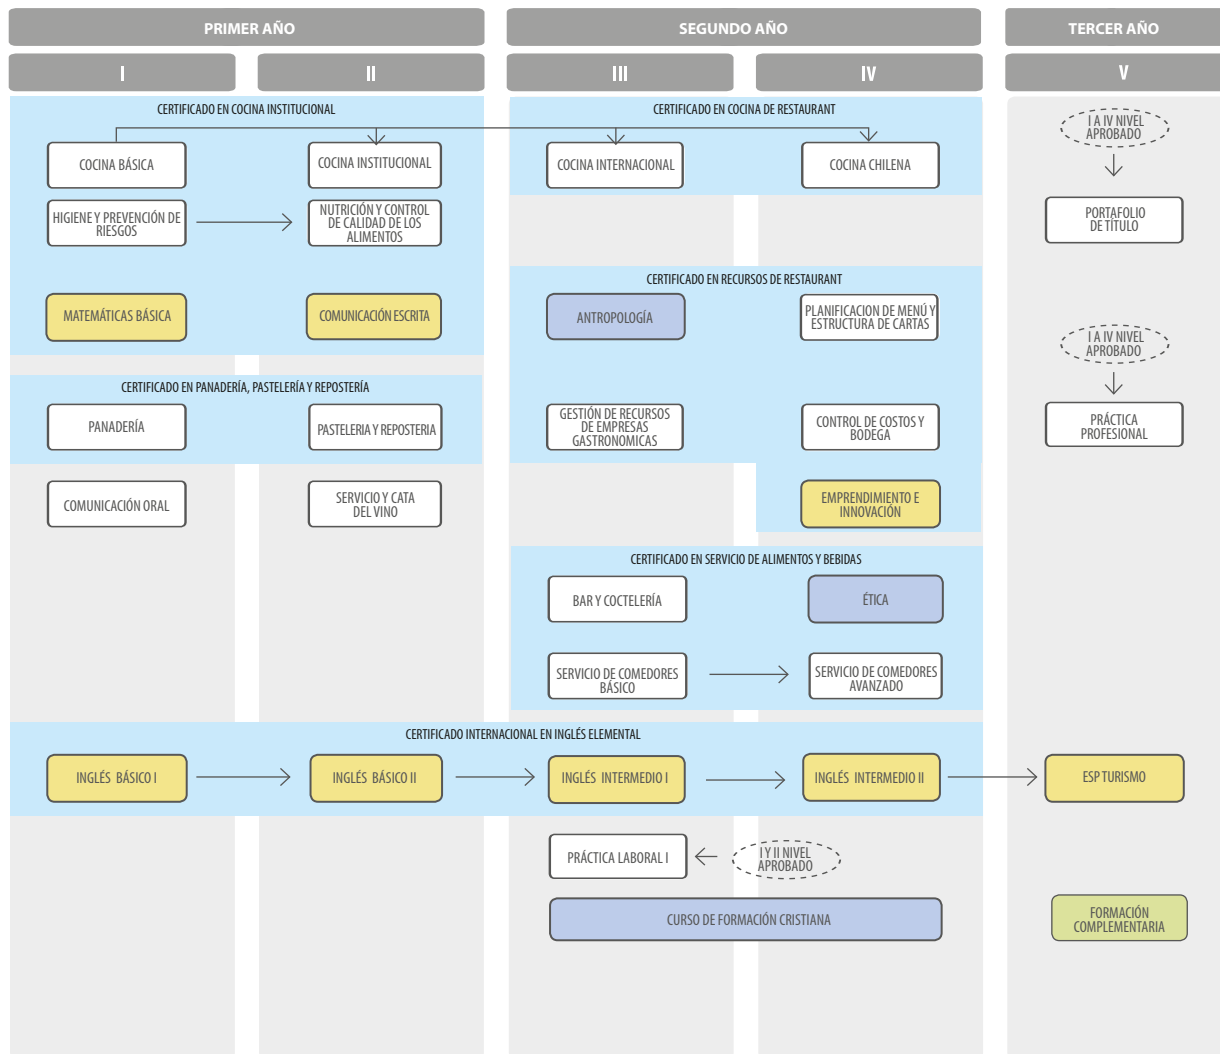 PRIMER AÑO
SEGUNDO AÑO
TERCER AÑO
I
II
III
IV
V
CERTIFICADO EN COCINA INSTITUCIONAL
CERTIFICADO EN COCINA DE RESTAURANT
I A IV NIVEL
APROBADO
COCINA BÁSICA
COCINA INSTITUCIONAL
COCINA INTERNACIONAL
COCINA CHILENA
HIGIENE Y PREVENCIÓN DE
RIESGOS
NUTRICIÓN Y CONTROL
DE CALIDAD DE LOS
ALIMENTOS
PORTAFOLIO
DE TÍTULO
CERTIFICADO EN RECURSOS DE RESTAURANT
MATEMÁTICAS BÁSICA
COMUNICACIÓN ESCRITA
ANTROPOLOGÍA
PLANIFICACION DE MENÚ Y
ESTRUCTURA DE CARTAS
I A IV NIVEL
APROBADO
CERTIFICADO EN PANADERÍA, PASTELERÍA Y REPOSTERÍA
PANADERÍA
PASTELERIA Y REPOSTERIA
GESTIÓN DE RECURSOS
DE EMPRESAS
GASTRONOMICAS
CONTROL DE COSTOS Y
BODEGA
PRÁCTICA
PROFESIONAL
COMUNICACIÓN ORAL
SERVICIO Y CATA
DEL VINO
EMPRENDIMIENTO E
INNOVACIÓN
CERTIFICADO EN SERVICIO DE ALIMENTOS Y BEBIDAS
BAR Y COCTELERÍA
ÉTICA
SERVICIO DE COMEDORES
BÁSICO
SERVICIO DE COMEDORES
AVANZADO
CERTIFICADO INTERNACIONAL EN INGLÉS ELEMENTAL
INGLÉS BÁSICO I
INGLÉS BÁSICO II
INGLÉS INTERMEDIO I
INGLÉS INTERMEDIO II
ESP TURISMO
PRÁCTICA LABORAL I
I Y II NIVEL
APROBADO
CURSO DE FORMACIÓN CRISTIANA
FORMACIÓN
COMPLEMENTARIA